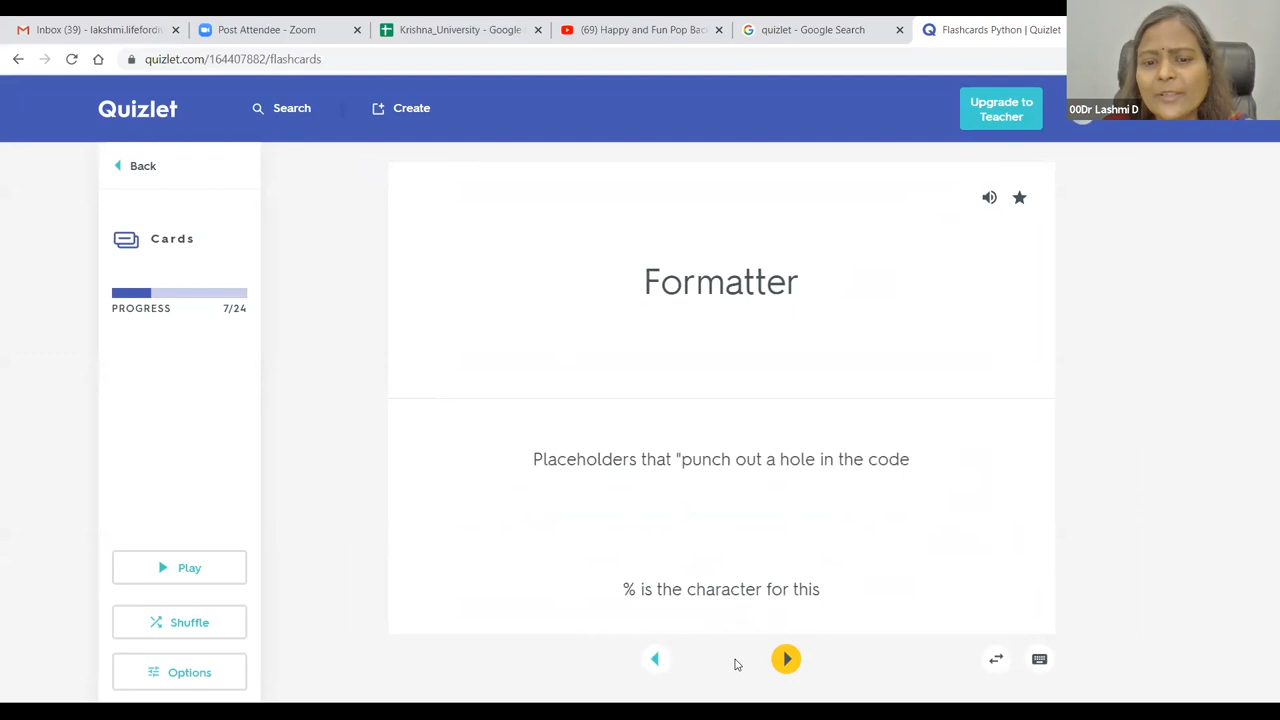 Inbox (39) - lakshmi.lifefordiv
Post Attendee - Zoom
Krishna_University - Google
(69) Happy and Fun Pop Bac
quizlet - Google Search
Flashcards Python | Quizlet
quizlet.com/164407882/flashcards
00Dr Lashmi D
Quizlet
Search
Create
Upgrade to
Teacher
Back
Cards
PROGRESS 7/24
Formatter
Placeholders that "punch out a hole in the code
% is the character for this
Play
Shuffle
Options